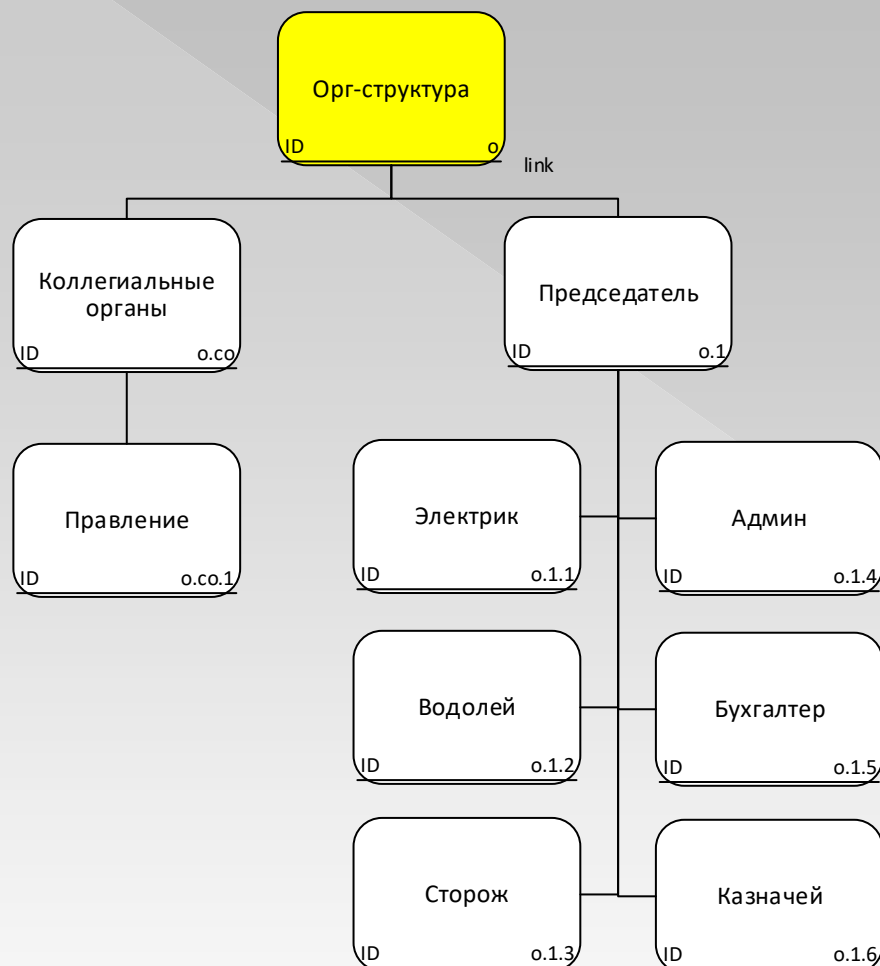 Орг-структура
ID o
link
Коллегиальные
органы
ID o.co
Председатель
ID o.1
Правление
ID o.co.1
Электрик
ID o.1.1
Админ
ID o.1.4
Водолей
ID o.1.2
Бухгалтер
ID o.1.5
Сторож
ID o.1.3
Казначей
ID o.1.6